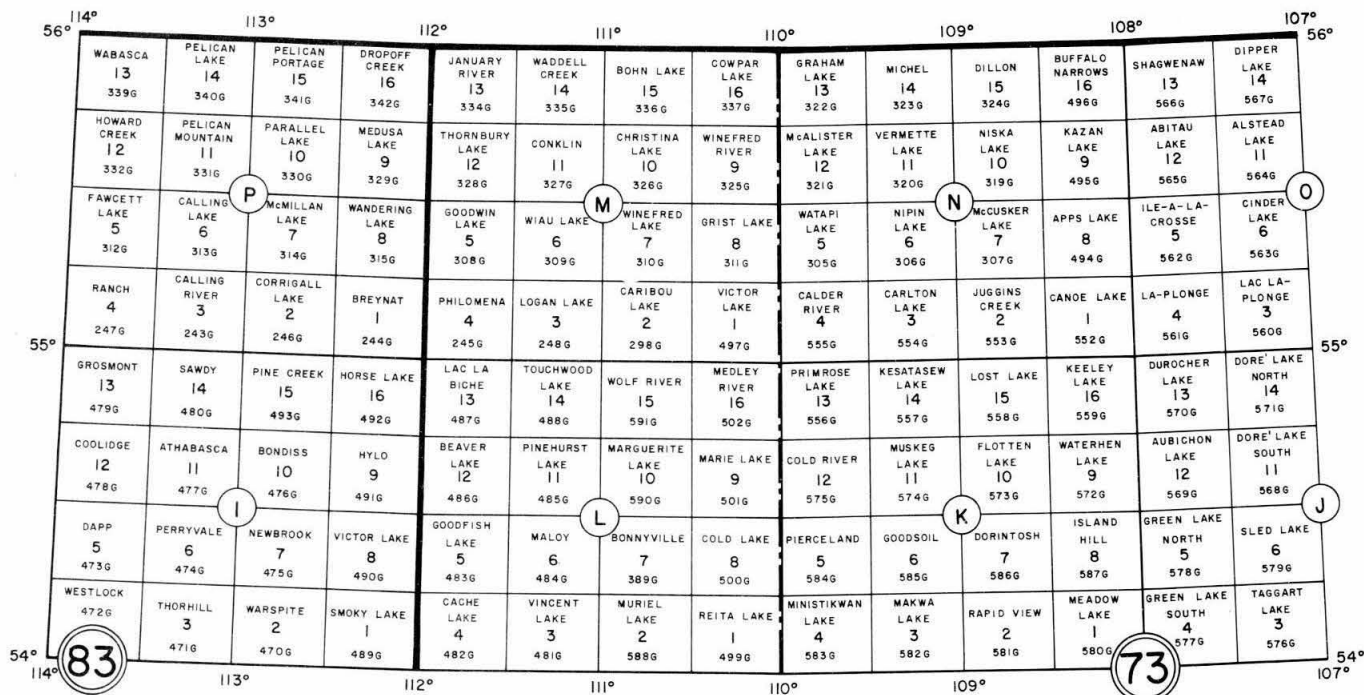 114° 113° 112° 111° 110° 109° 108° 107°
56° 56°
WABASCA 13 339G
PELICAN LAKE 14 340G
PELICAN PORTAGE 15 341G
DROPOFF CREEK 16 342G
JANUARY RIVER 13 334G
WADDELL CREEK 14 335G
BOHN LAKE 15 336G
COWPAR LAKE 16 337G
GRAHAM LAKE 13 322G
MICHEL 14 323G
DILLON 15 324G
BUFFALO NARROWS 16 496G
SHAGWENAW 13 566G
DIPPER LAKE 14 567G
HOWARD CREEK 12 332G
PELICAN MOUNTAIN 11 331G
PARALLEL LAKE 10 330G
MEDUSA LAKE 9 329G
THORNBURY LAKE 12 328G
CONKLIN 11 327G
CHRISTINA LAKE 10 326G
WINEFRED RIVER 9 325G
McALISTER LAKE 12 321G
VERMETTE LAKE 11 320G
NISKA LAKE 10 319G
KAZAN LAKE 9 495G
ABITAU LAKE 12 565G
ALSTEAD LAKE 11 564G
P M N O
FAWCETT LAKE 5 312G
CALLING LAKE 6 313G
McMILLAN LAKE 7 314G
WANDERING LAKE 8 315G
GOODWIN LAKE 5 308G
WIAU LAKE 6 309G
WINEFRED LAKE 7 310G
GRIST LAKE 8 311G
WATAPI LAKE 5 305G
NIPIN LAKE 6 306G
McCUSKER LAKE 7 307G
APPS LAKE 8 494G
ILE-A-LA-CROSSE 5 562G
CINDER LAKE 6 563G
RANCH 4 247G
CALLING RIVER 3 243G
CORRIGALL LAKE 2 246G
BREYNAT 1 244G
PHILOMENA 4 245G
LOGAN LAKE 3 248G
CARIBOU LAKE 2 298G
VICTOR LAKE 1 497G
CALDER RIVER 4 555G
CARLTON LAKE 3 554G
JUGGINS CREEK 2 553G
CANOE LAKE 1 552G
LA-PLONGE 4 561G
LAC LA-PLONGE 3 560G
55° 55°
GROSMONT 13 479G
SAWDY 14 480G
PINE CREEK 15 493G
HORSE LAKE 16 492G
LAC LA BICHE 13 487G
TOUCHWOOD LAKE 14 488G
WOLF RIVER 15 591G
MEDLEY RIVER 16 502G
PRIMROSE LAKE 13 556G
KESATASEW LAKE 14 557G
LOST LAKE 15 558G
KEELEY LAKE 16 559G
DUROCHER LAKE 13 570G
DORE' LAKE NORTH 14 571G
COOLIDGE 12 478G
ATHABASCA 11 477G
BONDISS 10 476G
HYLO 9 491G
BEAVER LAKE 12 486G
PINEHURST LAKE 11 485G
MARGUERITE LAKE 10 590G
MARIE LAKE 9 501G
COLD RIVER 12 575G
MUSKEG LAKE 11 574G
FLOTTEN LAKE 10 573G
WATERHEN LAKE 9 572G
AUBICHON LAKE 12 569G
DORE' LAKE SOUTH 11 568G
I L K J
DAPP 5 473G
PERRYVALE 6 474G
NEWBROOK 7 475G
VICTOR LAKE 8 490G
GOODFISH LAKE 5 483G
MALOY 6 484G
BONNYVILLE 7 389G
COLD LAKE 8 500G
PIERCELAND 5 584G
GOODSOIL 6 585G
DORINTOSH 7 586G
ISLAND HILL 8 587G
GREEN LAKE NORTH 5 578G
SLED LAKE 6 579G
WESTLOCK 472G
THORHILL 3 471G
WARSPITE 2 470G
SMOKY LAKE 1 489G
CACHE LAKE 4 482G
VINCENT LAKE 3 481G
MURIEL LAKE 2 588G
REITA LAKE 1 499G
MINISTIKWAN LAKE 4 583G
MAKWA LAKE 3 582G
RAPID VIEW 2 581G
MEADOW LAKE 1 580G
GREEN LAKE SOUTH 4 577G
TAGGART LAKE 3 576G
54° 83 73 54°
114° 113° 112° 111° 110° 109° 108° 107°